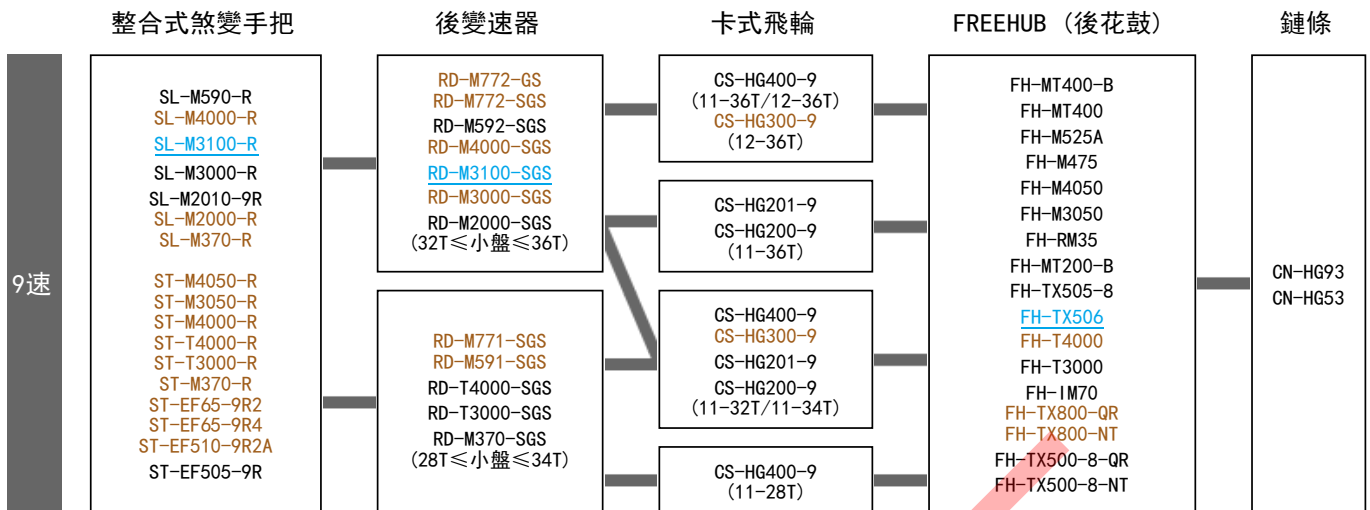 整合式煞變手把
後變速器
卡式飛輪
FREEHUB (後花鼓)
鏈條
9速
SL-M590-R
SL-M4000-R
SL-M3100-R
SL-M3000-R
SL-M2010-9R
SL-M2000-R
SL-M370-R
ST-M4050-R
ST-M3050-R
ST-M4000-R
ST-T4000-R
ST-T3000-R
ST-M370-R
ST-EF65-9R2
ST-EF65-9R4
ST-EF510-9R2A
ST-EF505-9R
RD-M772-GS
RD-M772-SGS
RD-M592-SGS
RD-M4000-SGS
RD-M3100-SGS
RD-M3000-SGS
RD-M2000-SGS
(32T≤小盤≤36T)
RD-M771-SGS
RD-M591-SGS
RD-T4000-SGS
RD-T3000-SGS
RD-M370-SGS
(28T≤小盤≤34T)
CS-HG400-9
(11-36T/12-36T)
CS-HG300-9
(12-36T)
CS-HG201-9
CS-HG200-9
(11-36T)
CS-HG400-9
CS-HG300-9
CS-HG201-9
CS-HG200-9
(11-32T/11-34T)
CS-HG400-9
(11-28T)
FH-MT400-B
FH-MT400
FH-M525A
FH-M475
FH-M4050
FH-M3050
FH-RM35
FH-MT200-B
FH-TX505-8
FH-TX506
FH-T4000
FH-T3000
FH-IM70
FH-TX800-QR
FH-TX800-NT
FH-TX500-8-QR
FH-TX500-8-NT
CN-HG93
CN-HG53